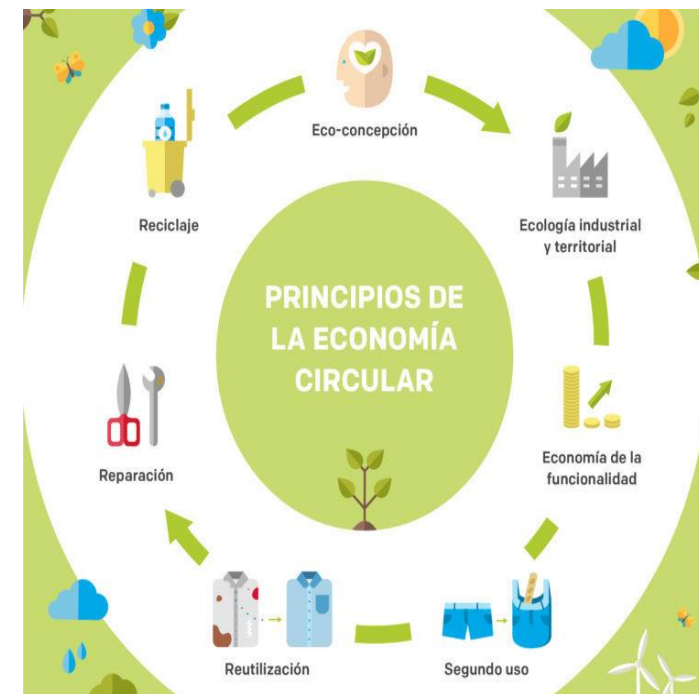 Eco-concepción
Ecología industrial
y territorial
Economía de la
funcionalidad
Segundo uso
Reutilización
Reparación
Reciclaje
PRINCIPIOS DE
LA ECONOMÍA
CIRCULAR